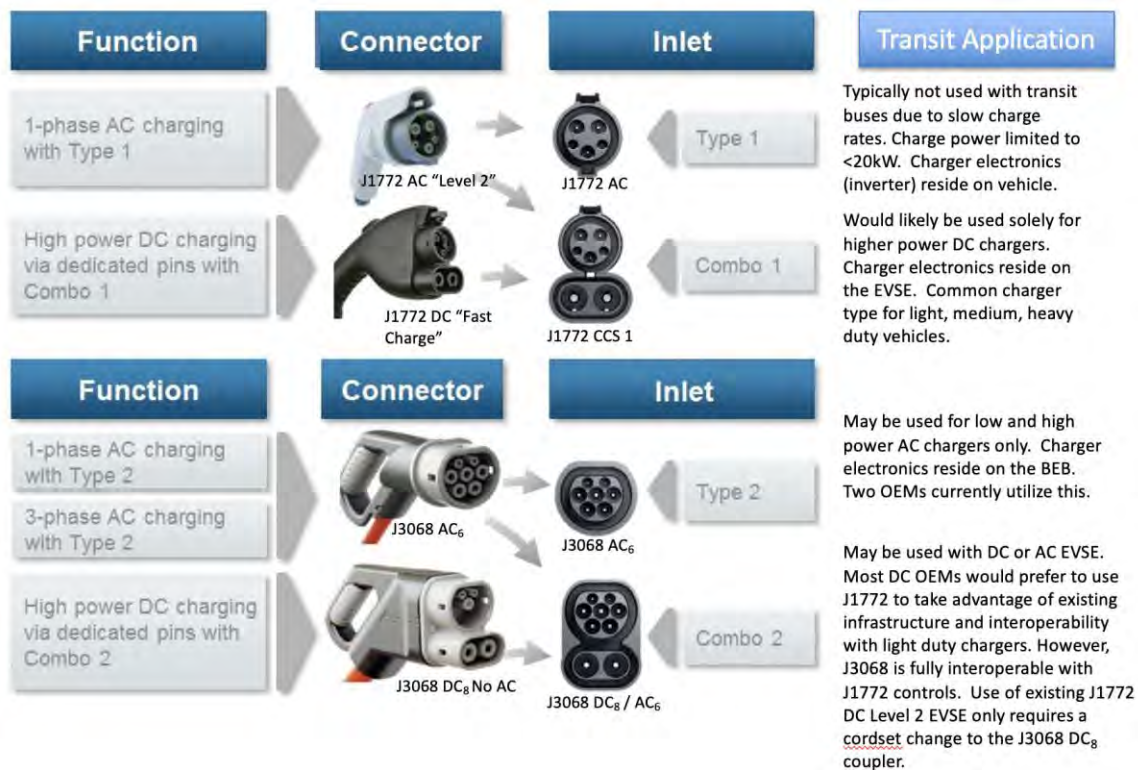 Function
Connector
Inlet
Transit Application
1-phase AC charging
with Type 1
J1772 AC “Level 2”
J1772 AC
Type 1
Typically not used with transit
buses due to slow charge
rates. Charge power limited to
<20kW. Charger electronics
(inverter) reside on vehicle.
High power DC charging
via dedicated pins with
Combo 1
J1772 DC “Fast
Charge”
J1772 CCS 1
Combo 1
Would likely be used solely for
higher power DC chargers.
Charger electronics reside on
the EVSE. Common charger
type for light, medium, heavy
duty vehicles.
Function
Connector
Inlet
1-phase AC charging
with Type 2
3-phase AC charging
with Type 2
J3068 AC₆
J3068 AC₆
Type 2
May be used for low and high
power AC chargers only. Charger
electronics reside on the BEB.
Two OEMs currently utilize this.
High power DC charging
via dedicated pins with
Combo 2
J3068 DC₈ No AC
J3068 DC₈ / AC₆
Combo 2
May be used with DC or AC EVSE.
Most DC OEMs would prefer to use
J1772 to take advantage of existing
infrastructure and interoperability
with light duty chargers. However,
J3068 is fully interoperable with
J1772 controls. Use of existing J1772
DC Level 2 EVSE only requires a
cordset change to the J3068 DC₈
coupler.